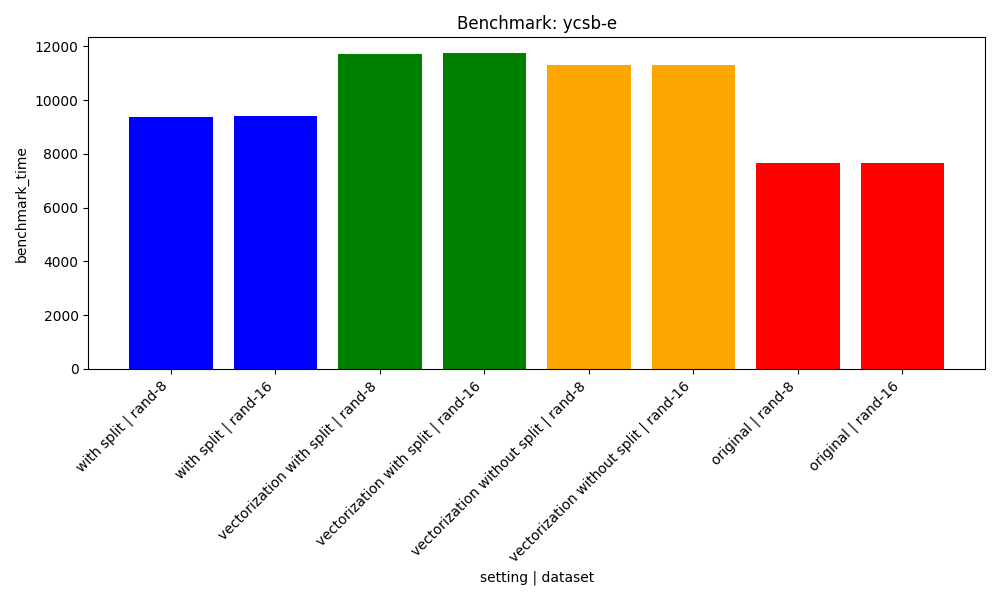 Benchmark: ycsb-e
benchmark_time
12000
10000
8000
6000
4000
2000
0
with split | rand-8
with split | rand-16
vectorization with split | rand-8
vectorization with split | rand-16
vectorization without split | rand-8
vectorization without split | rand-16
original | rand-8
original | rand-16
setting | dataset